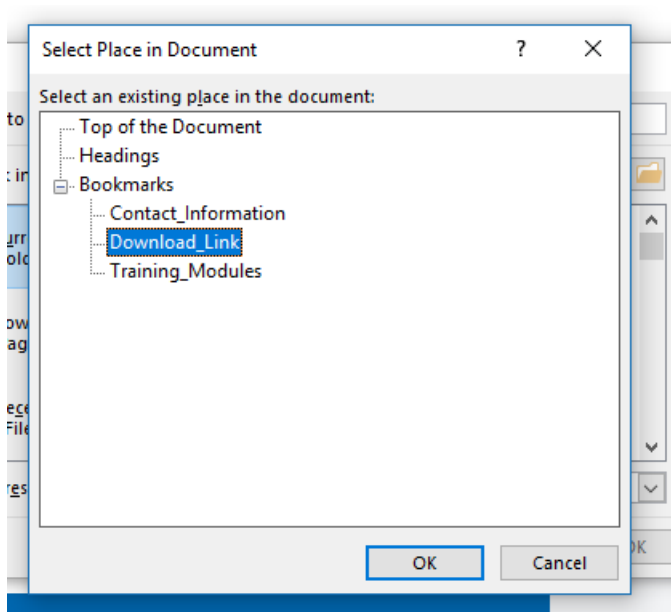 Select Place in Document
Select an existing place in the document:
Top of the Document
Headings
Bookmarks
Contact_Information
Download_Link
Training_Modules
OK
Cancel
to